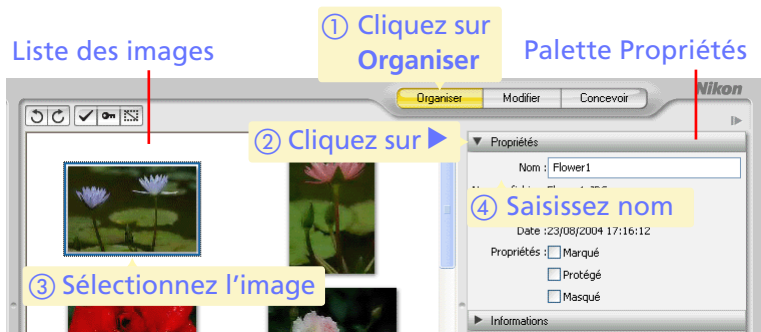 ① Cliquez sur
Organiser
Liste des images
Palette Propriétés
Organiser
Modifier
Concevoir
Nikon
② Cliquez sur
Propriétés
Nom : Flower1
④ Saisissez nom
Date :23/08/2004 17:16:12
Propriétés : Marqué
Protégé
Masqué
③ Sélectionnez l’image
Informations